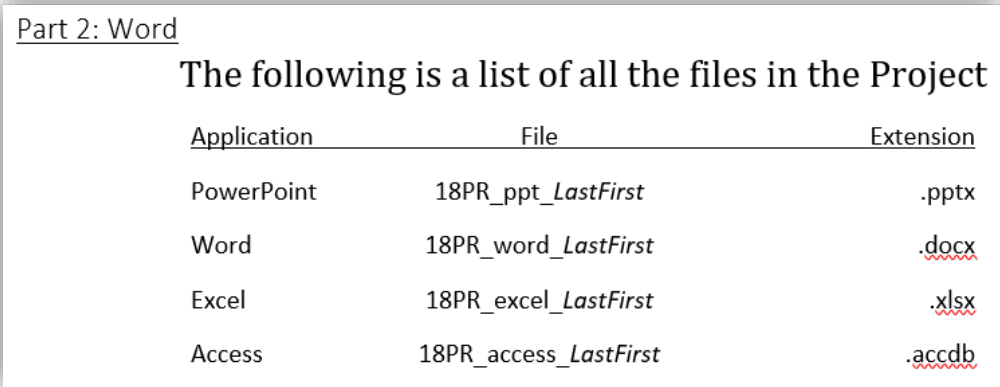 Part 2: Word
The following is a list of all the files in the Project
Application File Extension
PowerPoint 18PR_ppt_LastFirst .pptx
Word 18PR_word_LastFirst .docx
Excel 18PR_excel_LastFirst .xlsx
Access 18PR_access_LastFirst .accdb